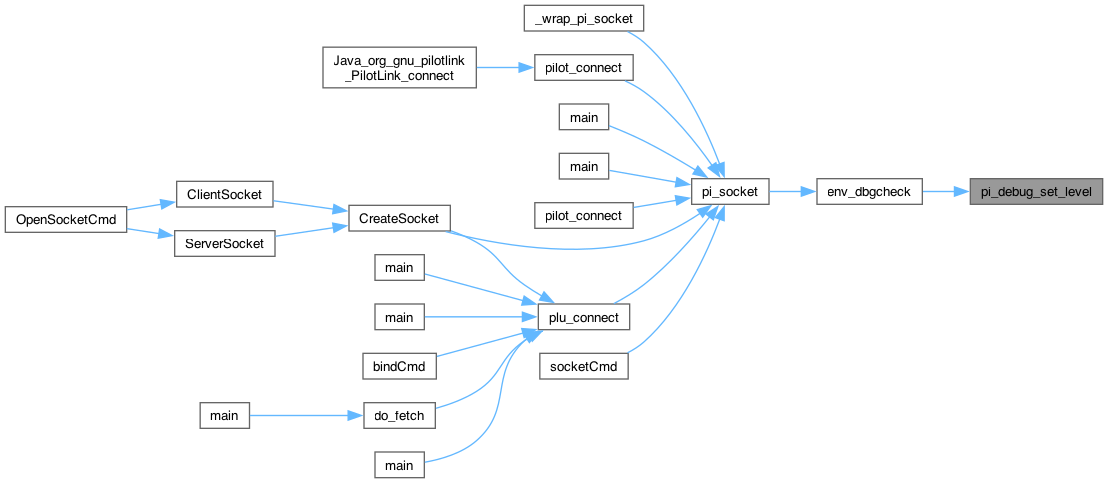 _wrap_pi_socket
Java_org_gnu_pilotlink
_PilotLink_connect
pilot_connect
main
main
ClientSocket
pi_socket
env_dbgcheck
pi_debug_set_level
OpenSocketCmd
CreateSocket
pilot_connect
ServerSocket
main
main
plu_connect
bindCmd
socketCmd
main
do_fetch
main